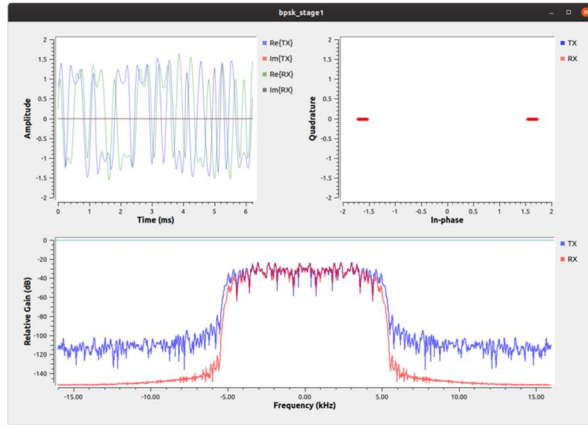 bpsk_stage1
Amplitude
2
1.5
1
0.5
0
-0.5
-1
-1.5
-2
0 1 2 3 4 5 6
Time (ms)
Re{TX}
Im{TX}
Re{RX}
Im{RX}
Quadrature
2
1.5
1
0.5
0
-0.5
-1
-1.5
-2
-2 -1.5 -1 -0.5 0 0.5 1 1.5 2
In-phase
TX
RX
Relative Gain (dB)
0
-20
-40
-60
-80
-100
-120
-140
-15.00 -10.00 -5.00 0.00 5.00 10.00 15.00
Frequency (kHz)
TX
RX